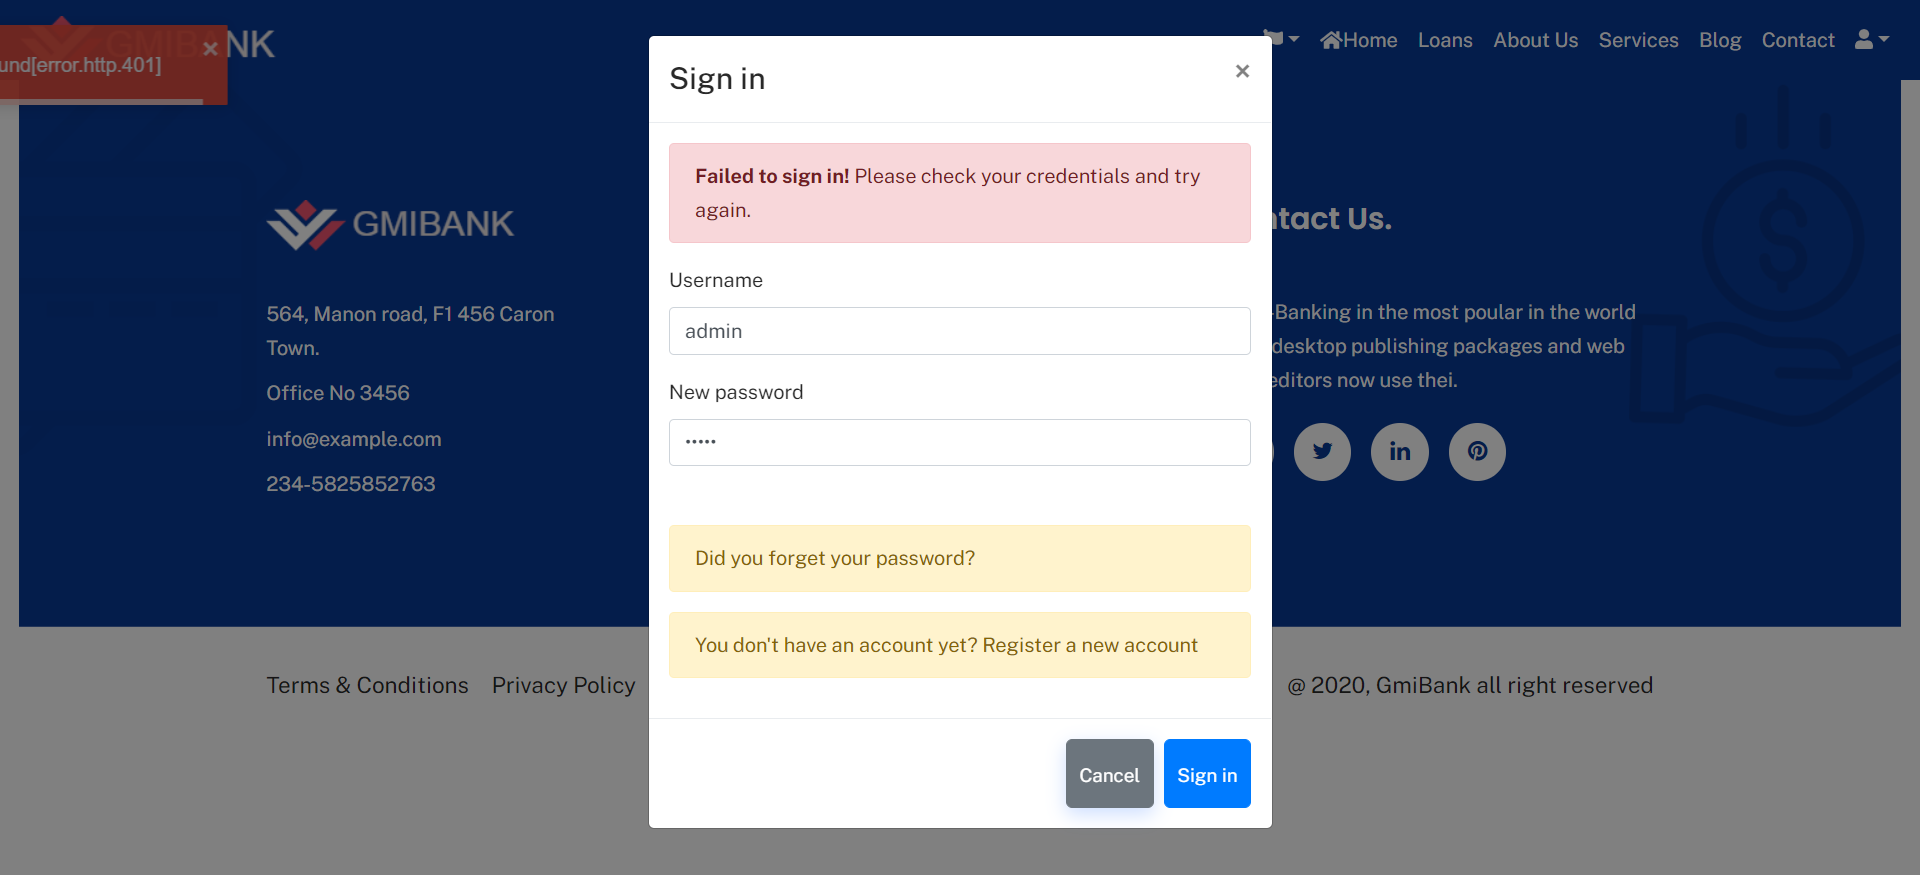 GMIBANK
und[error.http.401]
×
Home
Loans
About Us
Services
Blog
Contact
Sign in
×
Failed to sign in! Please check your credentials and try
again.
Username
admin
New password
•••••
Did you forget your password?
You don't have an account yet? Register a new account
Cancel
Sign in
GMIBANK
564, Manon road, F1 456 Caron
Town.
Office No 3456
info@example.com
234-5825852763
ntact Us.
-Banking in the most poular in the world
desktop publishing packages and web
editors now use thei.
in
Terms & Conditions
Privacy Policy
@ 2020, GmiBank all right reserved